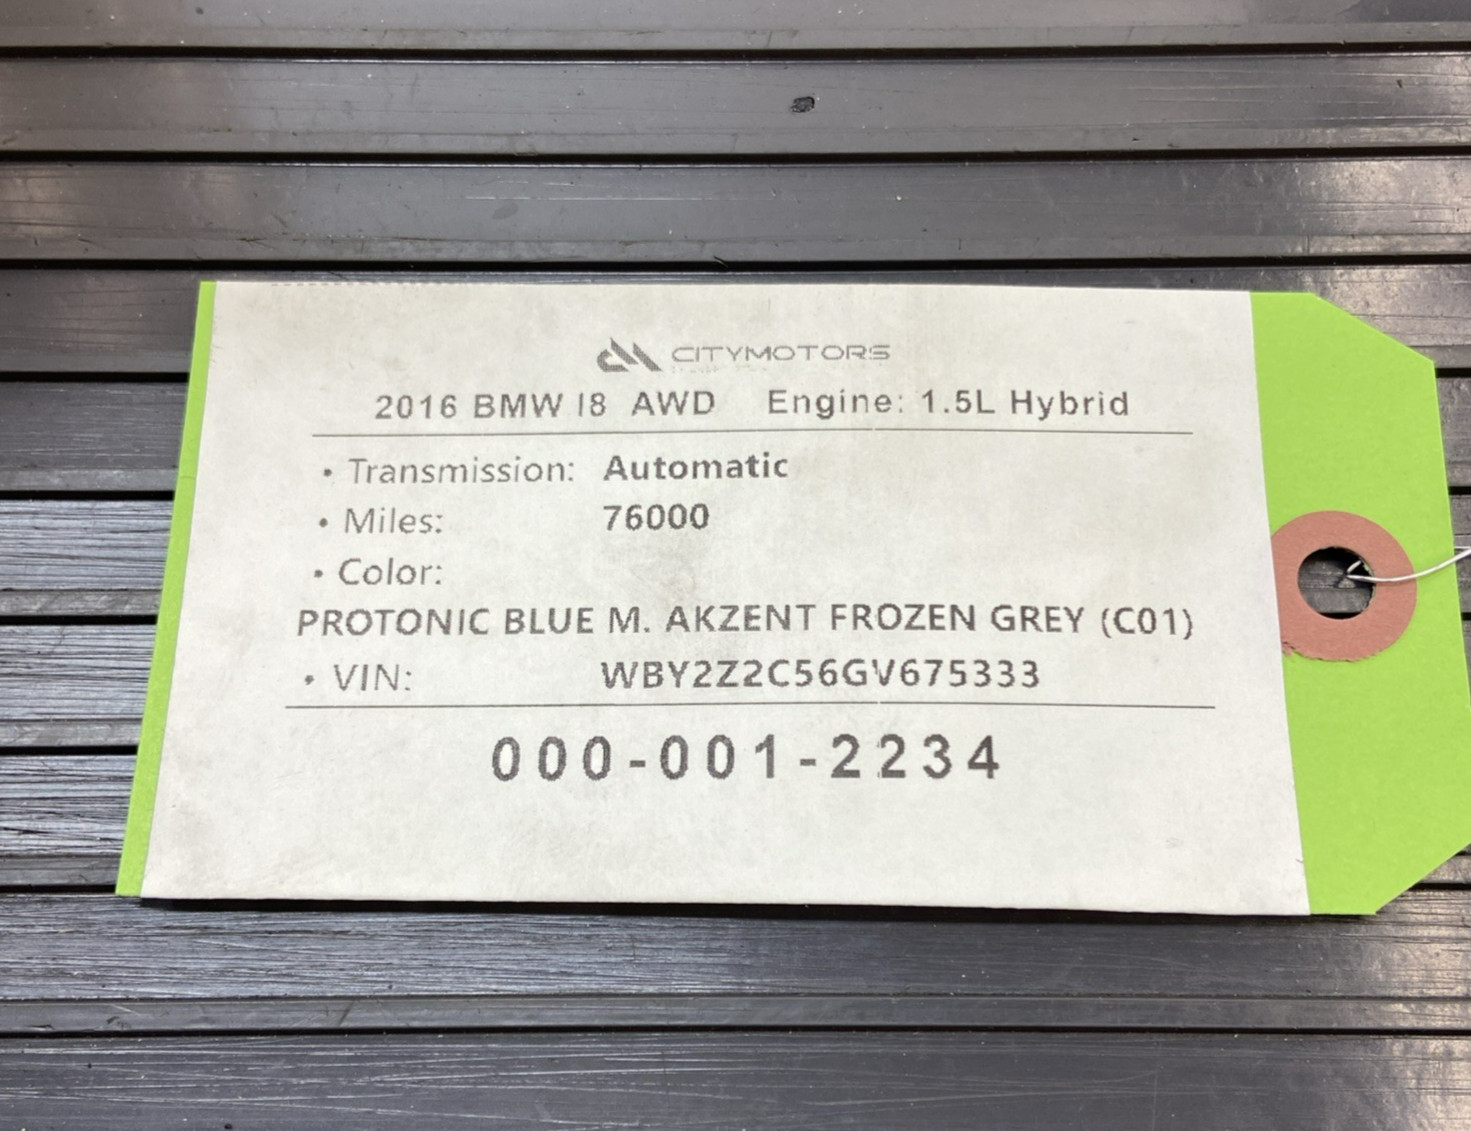 CITYMOTORS
2016 BMW I8 AWD Engine: 1.5L Hybrid
• Transmission: Automatic
• Miles: 76000
• Color:
PROTONIC BLUE M. AKZENT FROZEN GREY (C01)
• VIN: WBY2Z2C56GV675333
000-001-2234